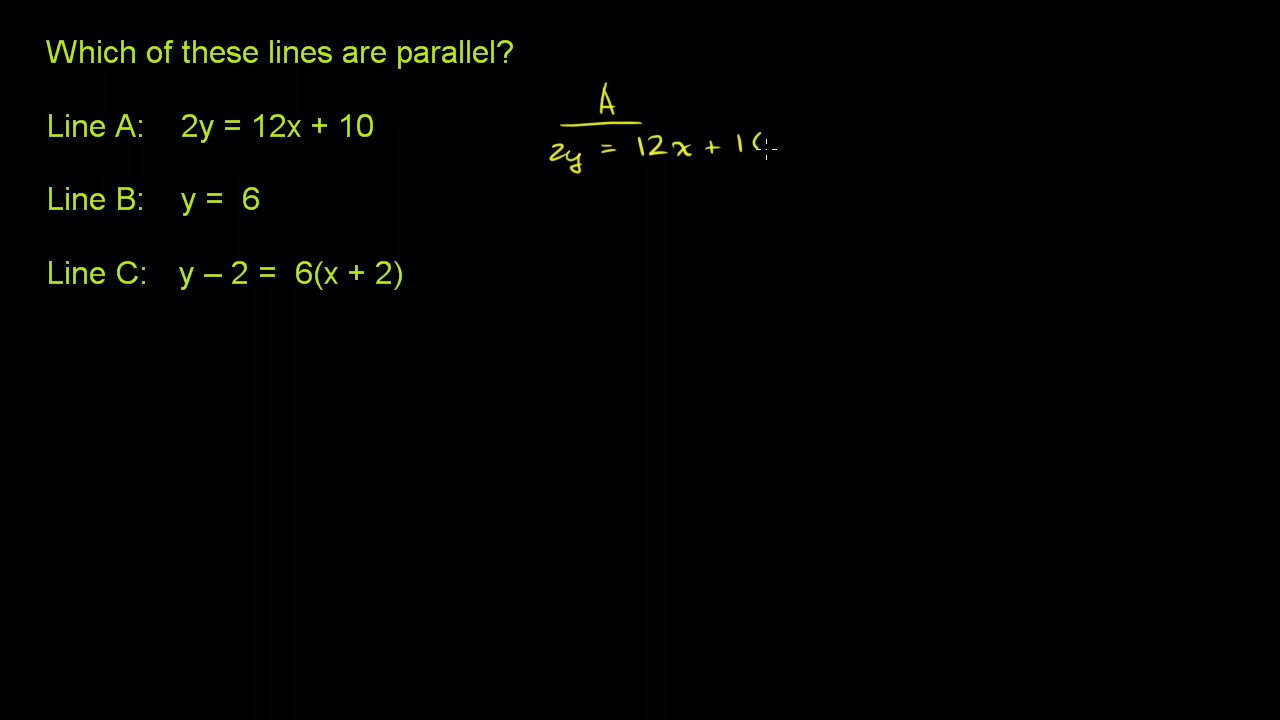 Which of these lines are parallel?
A
Line A: 2y = 12x + 10
2y = 12x + 1
Line B: y = 6
Line C: y – 2 = 6(x + 2)